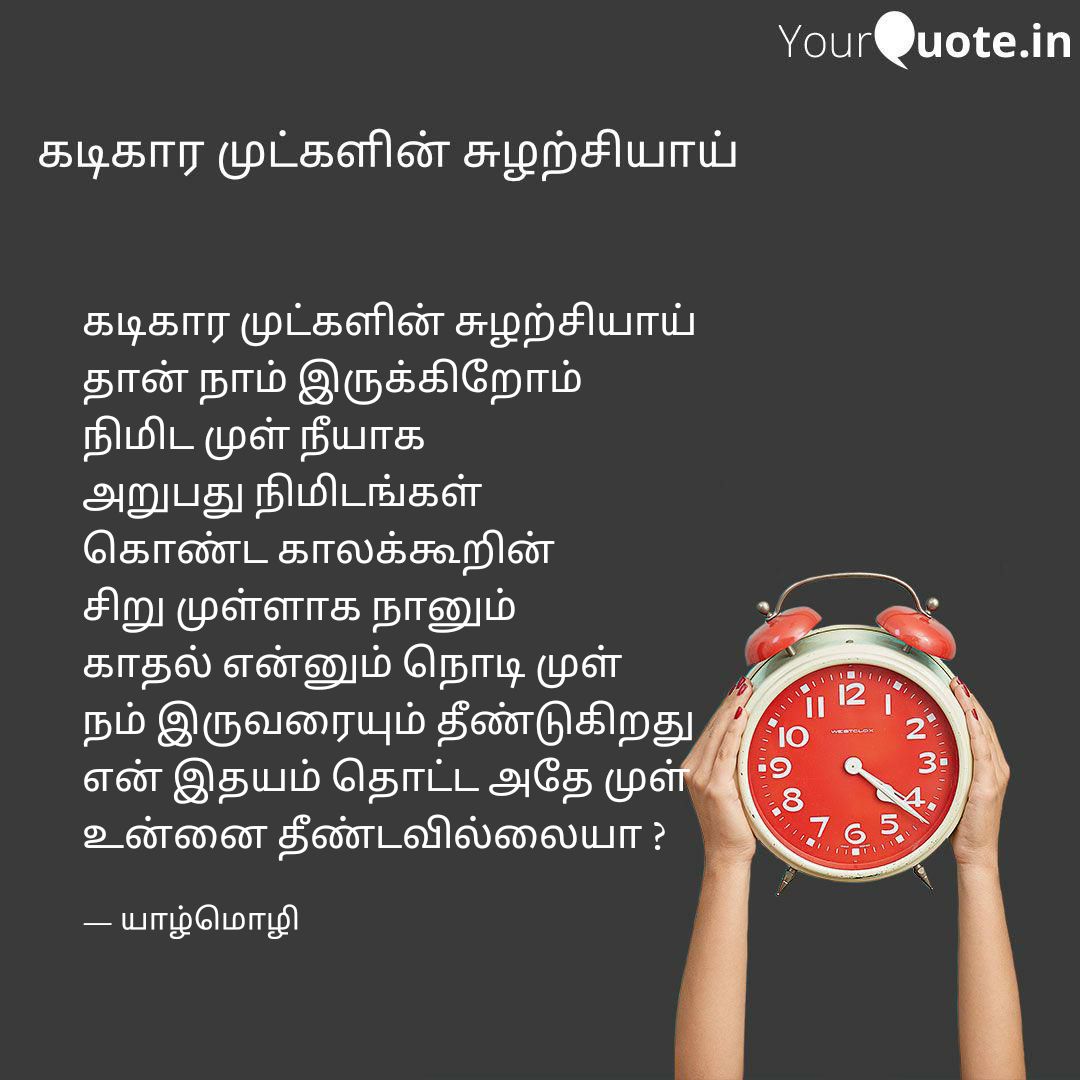 YourQuote.in
கடிகார முட்களின் சுழற்சியாய்
கடிகார முட்களின் சுழற்சியாய்
தான் நாம் இருக்கிறோம்
நிமிட முள் நீயாக
அறுபது நிமிடங்கள்
கொண்ட காலக்கூறின்
சிறு முள்ளாக நானும்
காதல் என்னும் நொடி முள்
நம் இருவரையும் தீண்டுகிறது
என் இதயம் தொட்ட அதே முள்
உன்னை தீண்டவில்லையா ?
— யாழ்மொழி
12
11 1
10 2
WESTCLOX
9 3
8 4
7 5
6